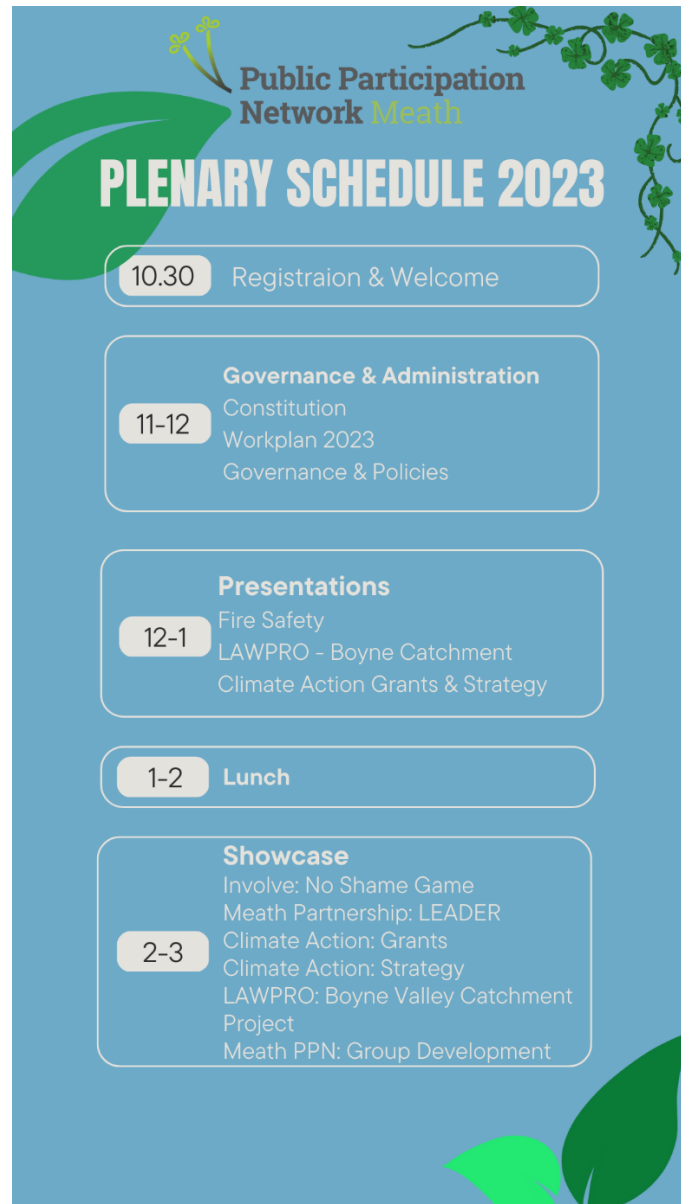 Public Participation
Network Meath
PLENARY SCHEDULE 2023
10.30 Registraion & Welcome
Governance & Administration
11-12
Constitution
Workplan 2023
Governance & Policies
Presentations
12-1
Fire Safety
LAWPRO - Boyne Catchment
Climate Action Grants & Strategy
1-2 Lunch
Showcase
Involve: No Shame Game
Meath Partnership: LEADER
Climate Action: Grants
2-3
Climate Action: Strategy
LAWPRO: Boyne Valley Catchment
Project
Meath PPN: Group Development